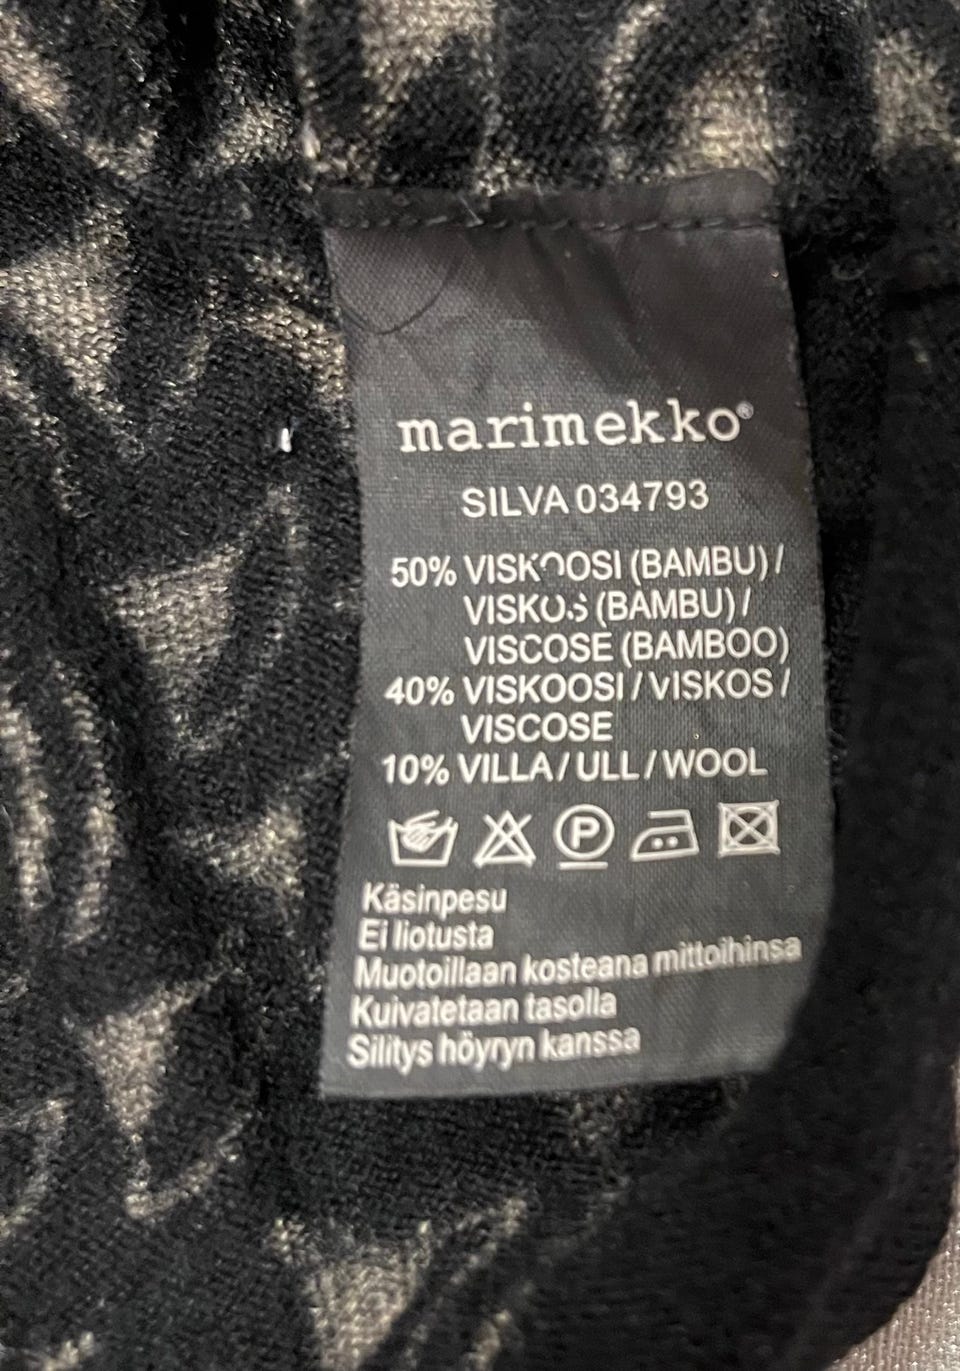 marimekko®
SILVA 034793
50% VISKOOSI (BAMBU) /
VISKOS (BAMBU) /
VISCOSE (BAMBOO)
40% VISKOOSI / VISKOS /
VISCOSE
10% VILLA / ULL / WOOL
P
Käsinpesu
Ei liotusta
Muotoillaan kosteana mittoihinsa
Kuivatetaan tasolla
Silitys höyryn kanssa